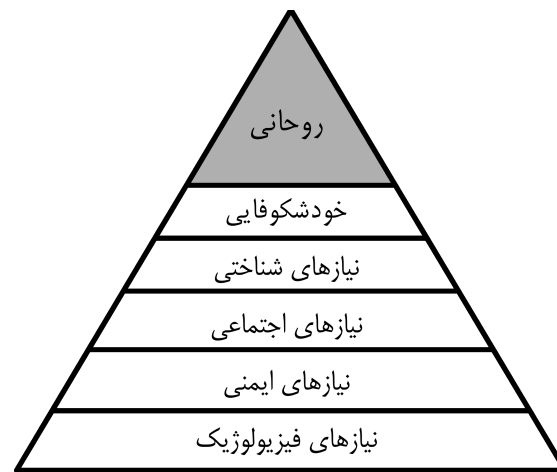 روحانی
خودشکوفایی
نیازهای شناختی
نیازهای اجتماعی
نیازهای ایمنی
نیازهای فیزیولوژیک